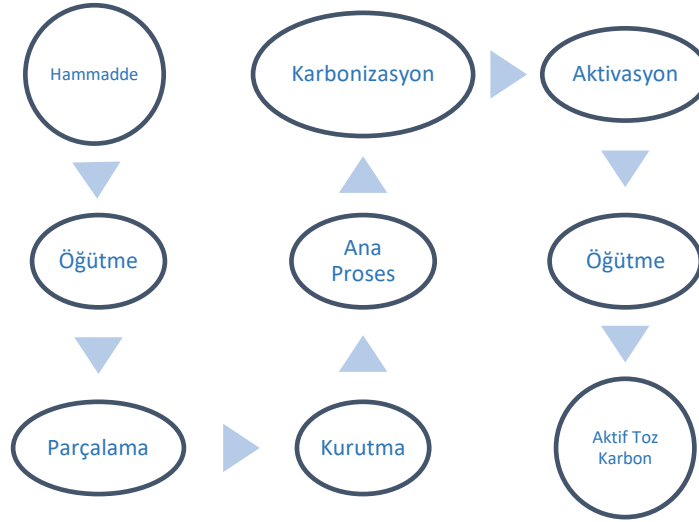 Hammadde
Öğütme
Parçalama
Kurutma
Ana
Proses
Karbonizasyon
Aktivasyon
Öğütme
Aktif Toz
Karbon